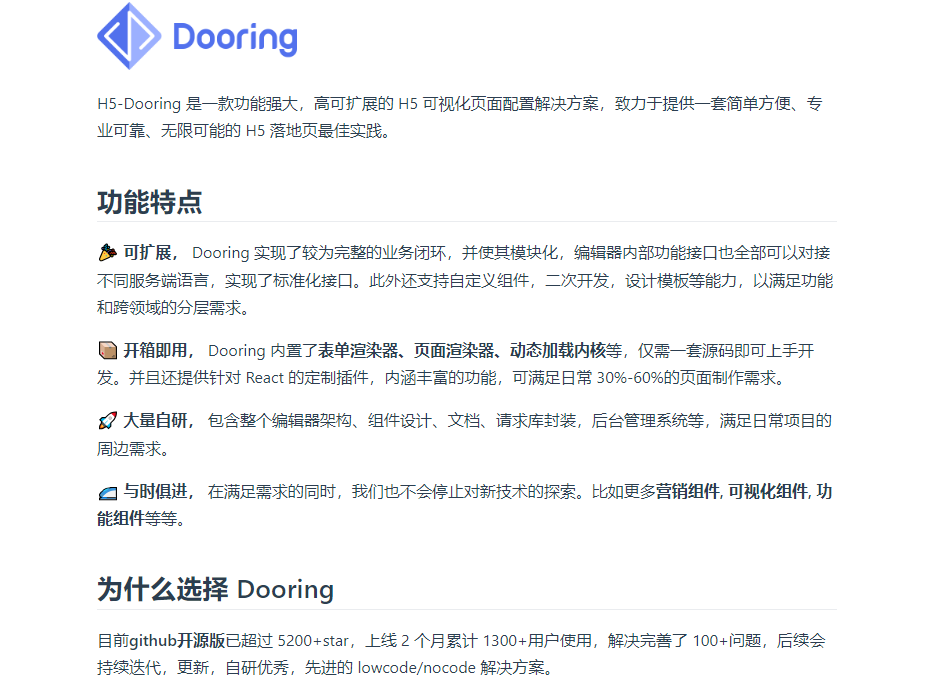 Dooring
H5-Dooring 是一款功能强大，高可扩展的 H5 可视化页面配置解决方案，致力于提供一套简单方便、专
业可靠、无限可能的 H5 落地页最佳实践。
功能特点
可扩展， Dooring 实现了较为完整的业务闭环，并使其模块化，编辑器内部功能接口也全部可以对接
不同服务端语言，实现了标准化接口。此外还支持自定义组件，二次开发，设计模板等能力，以满足功能
和跨领域的分层需求。
开箱即用， Dooring 内置了表单渲染器、页面渲染器、动态加载内核等，仅需一套源码即可上手开
发。并且还提供针对 React 的定制插件，内涵丰富的功能，可满足日常 30%-60%的页面制作需求。
大量自研， 包含整个编辑器架构、组件设计、文档、请求库封装，后台管理系统等，满足日常项目的
周边需求。
与时俱进， 在满足需求的同时，我们也不会停止对新技术的探索。比如更多营销组件, 可视化组件, 功
能组件等等。
为什么选择 Dooring
目前github开源版已超过 5200+star，上线 2 个月累计 1300+用户使用，解决完善了 100+问题，后续会
持续迭代，更新，自研优秀，先进的 lowcode/nocode 解决方案。